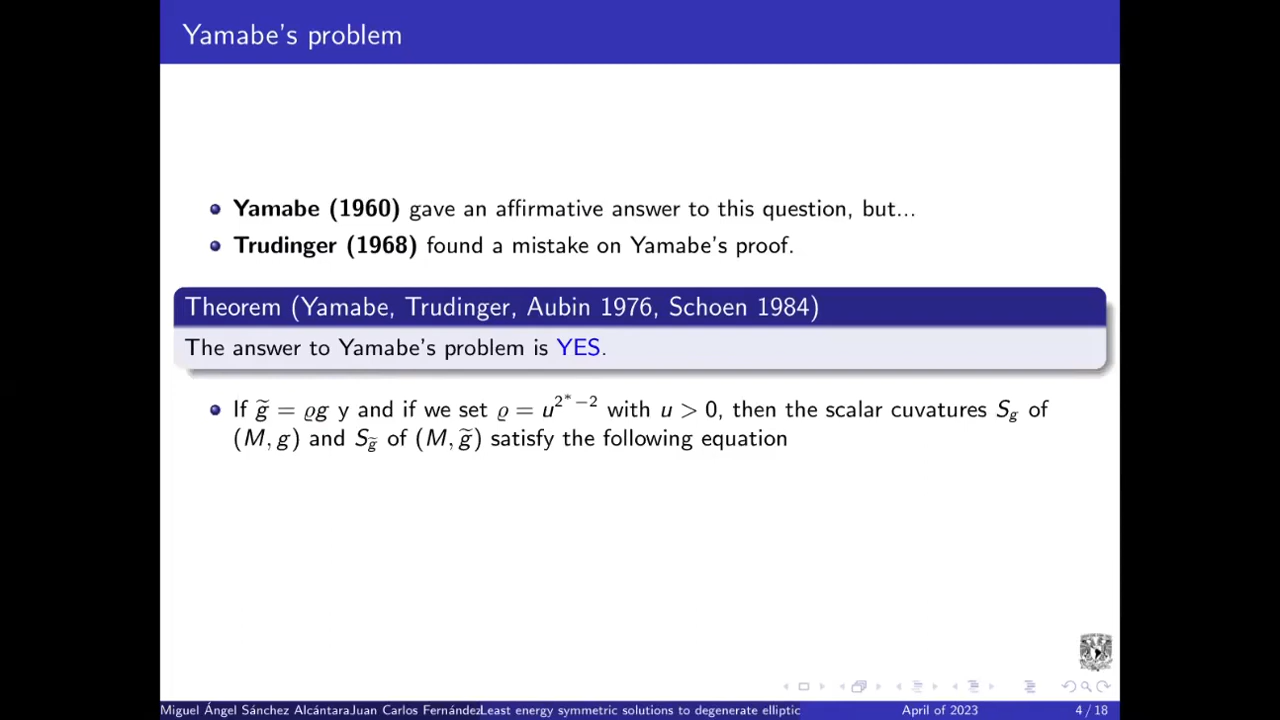 Yamabe's problem
Yamabe (1960) gave an affirmative answer to this question, but...
Trudinger (1968) found a mistake on Yamabe's proof.
Theorem (Yamabe, Trudinger, Aubin 1976, Schoen 1984)
The answer to Yamabe's problem is YES.
If g̃ = ϱg y and if we set ϱ = u^{2*−2} with u > 0, then the scalar cuvatures S_g of
(M, g) and S_g̃ of (M, g̃) satisfy the following equation
Miguel Ángel Sánchez AlcántaraJuan Carlos Fernández Least energy symmetric solutions to degenerate elliptic April of 2023 4 / 18